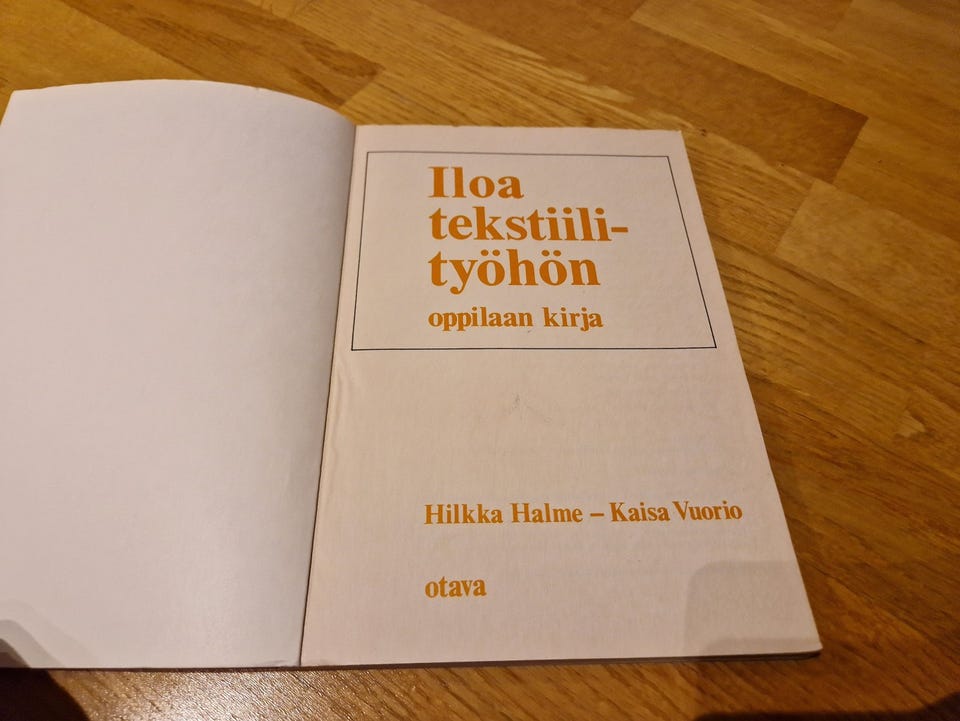 Iloa
tekstiili-
työhön
oppilaan kirja
Hilkka Halme – Kaisa Vuorio
otava